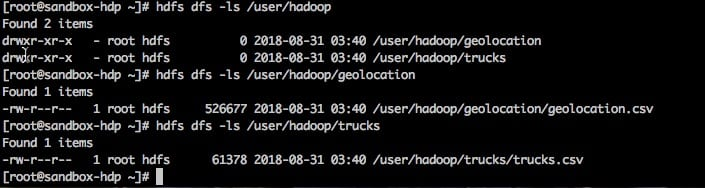 [root@sandbox-hdp ~]# hdfs dfs -ls /user/hadoop
Found 2 items
drwxr-xr-x   - root hdfs          0 2018-08-31 03:40 /user/hadoop/geolocation
drwxr-xr-x   - root hdfs          0 2018-08-31 03:40 /user/hadoop/trucks
[root@sandbox-hdp ~]# hdfs dfs -ls /user/hadoop/geolocation
Found 1 items
-rw-r--r--   1 root hdfs     526677 2018-08-31 03:40 /user/hadoop/geolocation/geolocation.csv
[root@sandbox-hdp ~]# hdfs dfs -ls /user/hadoop/trucks
Found 1 items
-rw-r--r--   1 root hdfs      61378 2018-08-31 03:40 /user/hadoop/trucks/trucks.csv
[root@sandbox-hdp ~]#